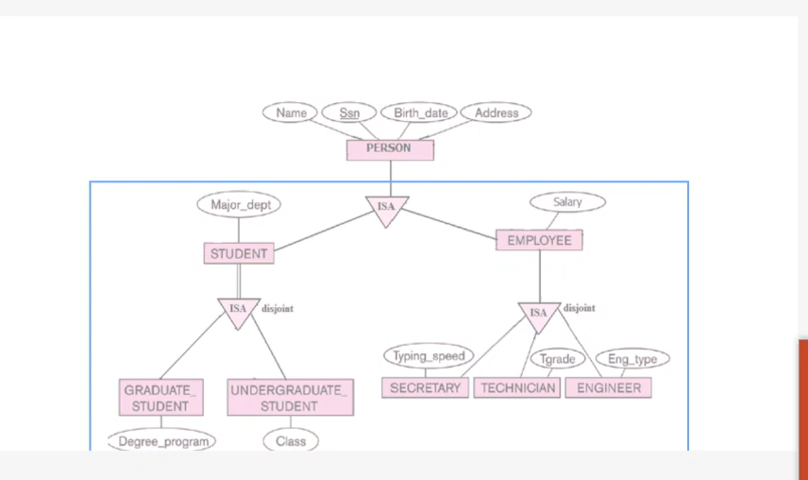 Name Ssn Birth_date Address
PERSON
ISA
Major_dept
Salary
STUDENT
EMPLOYEE
ISA disjoint
ISA disjoint
Typing_speed Tgrade Eng_type
SECRETARY TECHNICIAN ENGINEER
GRADUATE_
STUDENT
UNDERGRADUATE_
STUDENT
Degree_program Class